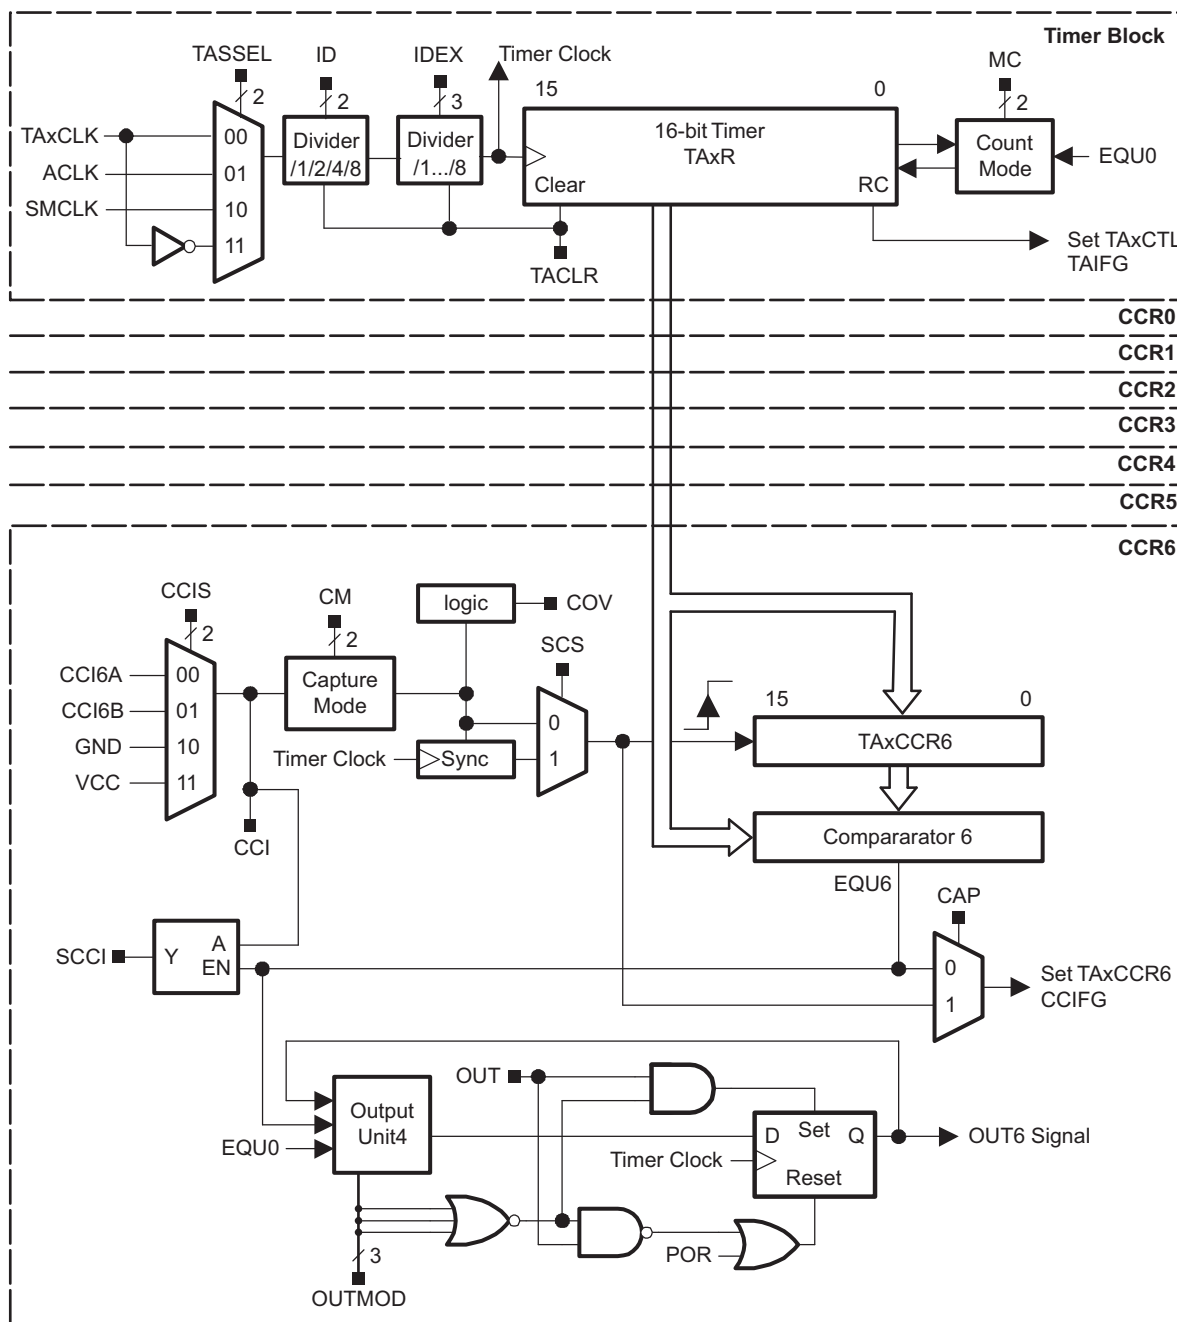 Timer Block
TASSEL
ID
IDEX
Timer Clock
15
0
MC
2
2
3
2
TAxCLK
00
Divider
/1/2/4/8
Divider
/1.../8
16-bit Timer
TAxR
Count
Mode
EQU0
ACLK
01
SMCLK
10
Clear
RC
11
TACLR
Set TAxCTL
TAIFG
CCR0
CCR1
CCR2
CCR3
CCR4
CCR5
CCR6
CCIS
CM
logic
COV
2
2
SCS
CCI6A
00
Capture
Mode
15
0
CCI6B
01
0
GND
10
Timer Clock
Sync
1
TAxCCR6
VCC
11
CCI
Compararator 6
EQU6
CAP
SCCI
Y
A
EN
0
1
Set TAxCCR6
CCIFG
OUT
Output
Unit4
EQU0
D
Set
Q
OUT6 Signal
Timer Clock
Reset
3
POR
OUTMOD